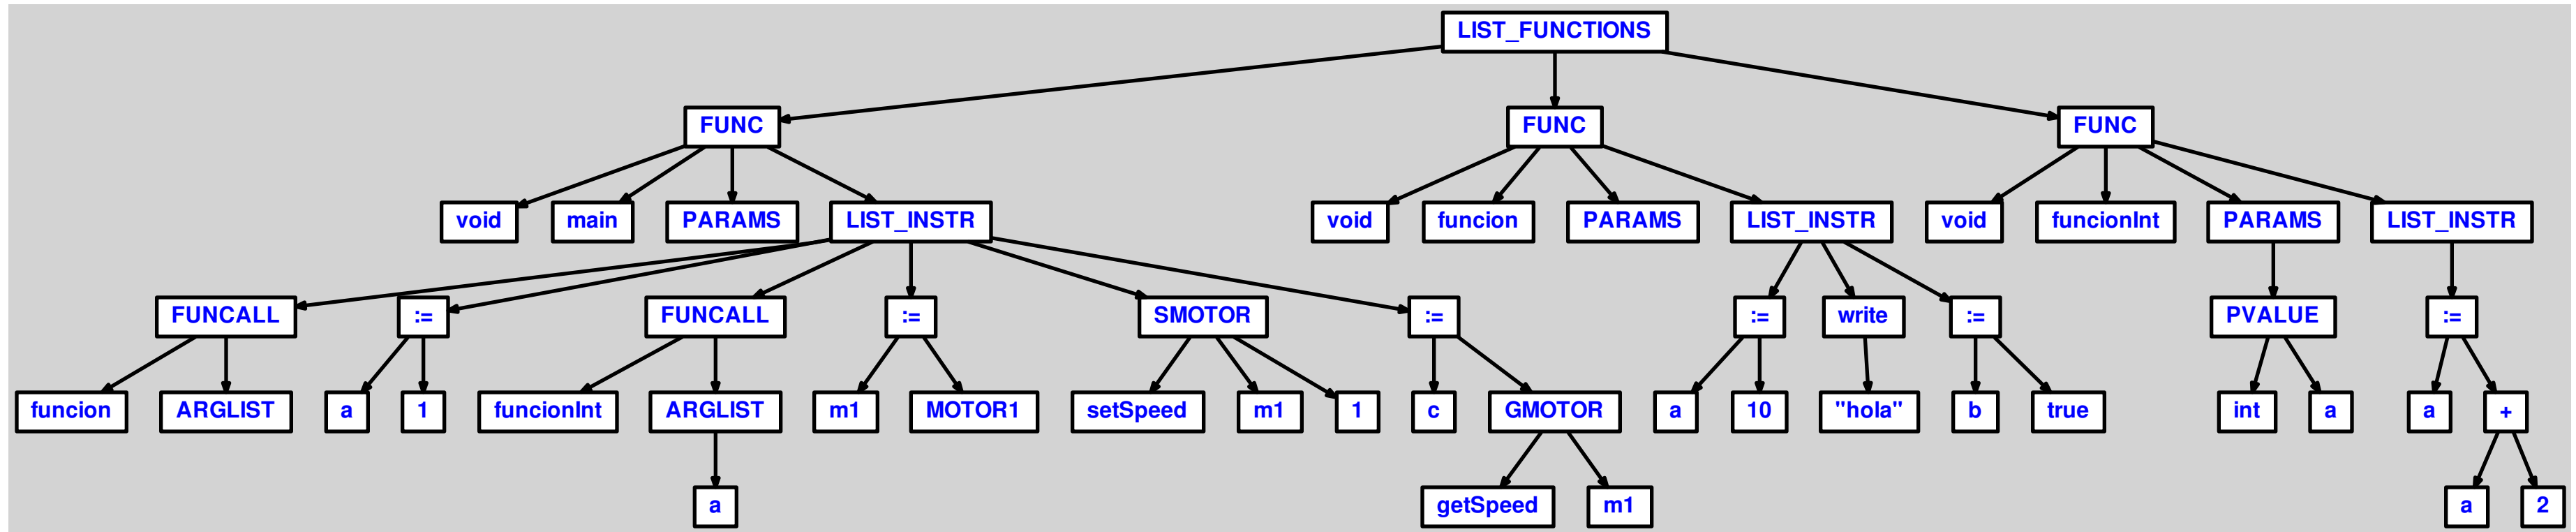 LIST_FUNCTIONS
FUNC FUNC FUNC
void main PARAMS LIST_INSTR void funcion PARAMS LIST_INSTR void funcionInt PARAMS LIST_INSTR
FUNCALL := FUNCALL := SMOTOR := := write := PVALUE :=
funcion ARGLIST a 1 funcionInt ARGLIST m1 MOTOR1 setSpeed m1 1 c GMOTOR a 10 "hola" b true int a a +
a getSpeed m1 a 2